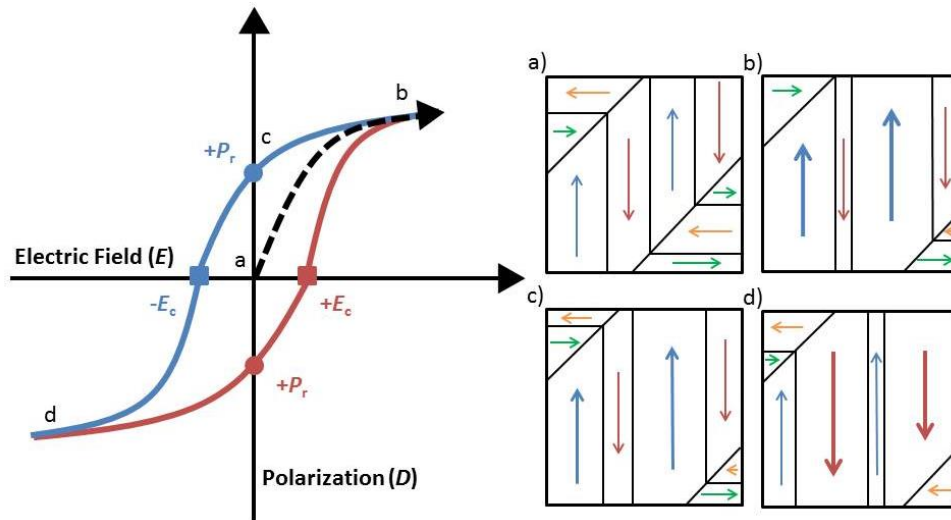 b
c
+Pr
Electric Field (E)
a
-Ec
+Ec
+Pr
d
Polarization (D)
a)
b)
c)
d)